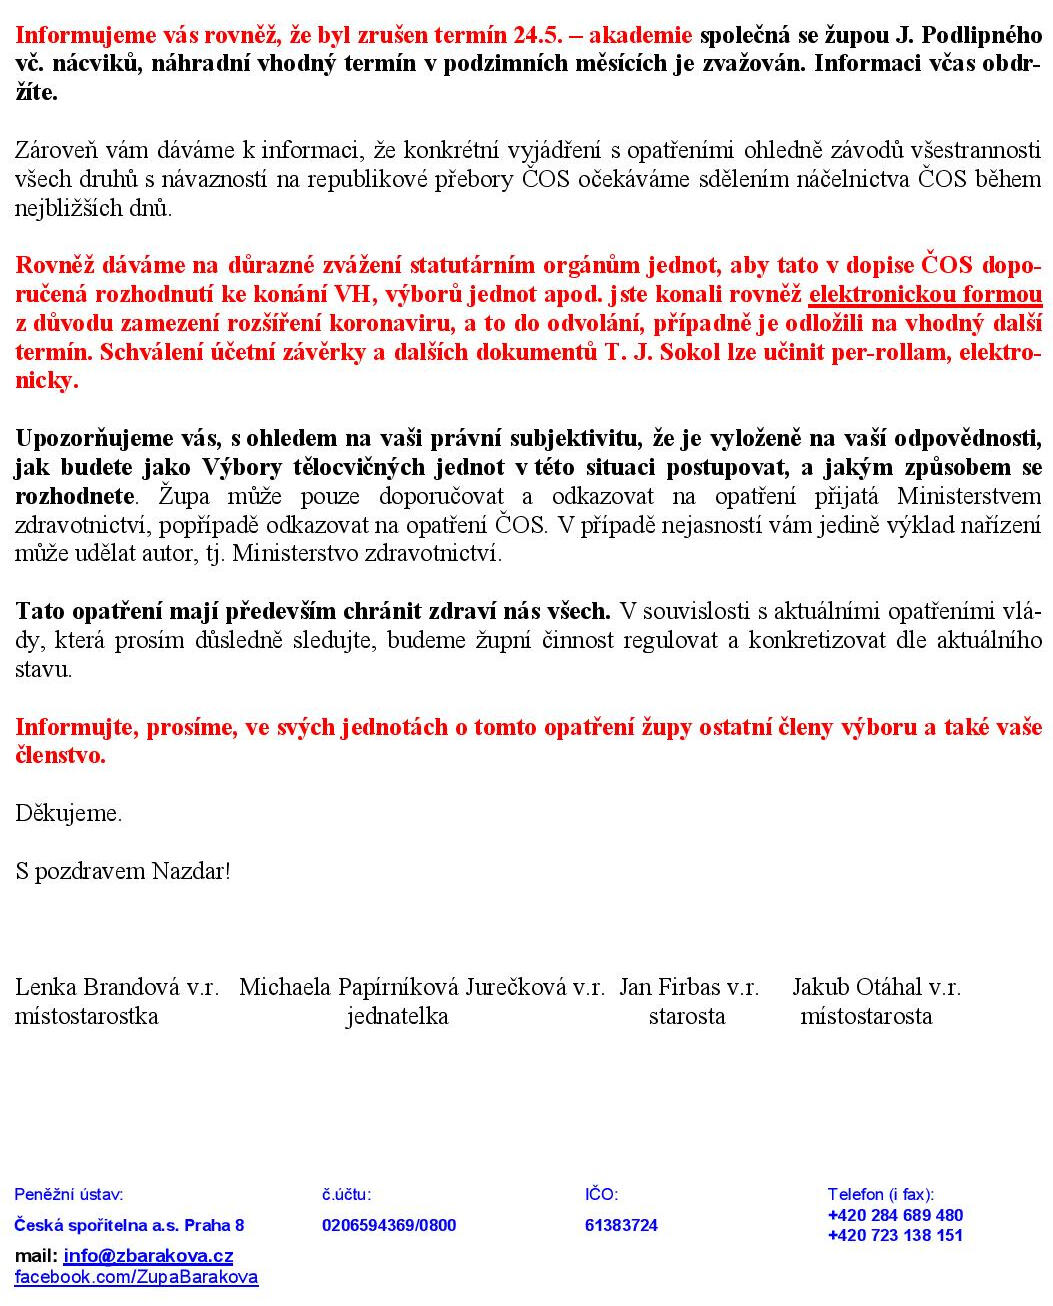 Informujeme vás rovněž, že byl zrušen termín 24.5. – akademie společná se župou J. Podlipného
vč. nácviků, náhradní vhodný termín v podzimních měsících je zvažován. Informaci včas obdr-
žíte.
Zároveň vám dáváme k informaci, že konkrétní vyjádření s opatřeními ohledně závodů všestrannosti
všech druhů s návazností na republikové přebory ČOS očekáváme sdělením náčelnictva ČOS během
nejbližších dnů.
Rovněž dáváme na důrazné zvážení statutárním orgánům jednot, aby tato v dopise ČOS dopo-
ručená rozhodnutí ke konání VH, výborů jednot apod. jste konali rovněž elektronickou formou
z důvodu zamezení rozšíření koronaviru, a to do odvolání, případně je odložili na vhodný další
termín. Schválení účetní závěrky a dalších dokumentů T. J. Sokol lze učinit per-rollam, elektro-
nicky.
Upozorňujeme vás, s ohledem na vaši právní subjektivitu, že je vyloženě na vaší odpovědnosti,
jak budete jako Výbory tělocvičných jednot v této situaci postupovat, a jakým způsobem se
rozhodnete. Župa může pouze doporučovat a odkazovat na opatření přijatá Ministerstvem
zdravotnictví, popřípadě odkazovat na opatření ČOS. V případě nejasností vám jedině výklad nařízení
může udělat autor, tj. Ministerstvo zdravotnictví.
Tato opatření mají především chránit zdraví nás všech. V souvislosti s aktuálními opatřeními vlá-
dy, která prosím důsledně sledujte, budeme župní činnost regulovat a konkretizovat dle aktuálního
stavu.
Informujte, prosíme, ve svých jednotách o tomto opatření župy ostatní členy výboru a také vaše
členstvo.
Děkujeme.
S pozdravem Nazdar!
Lenka Brandová v.r. Michaela Papírníková Jurečková v.r. Jan Firbas v.r. Jakub Otáhal v.r.
místostarostka jednatelka starosta místostarosta
Peněžní ústav: č.účtu: IČO: Telefon (i fax):
Česká spořitelna a.s. Praha 8 0206594369/0800 61383724 +420 284 689 480
+420 723 138 151
mail: info@zbarakova.cz
facebook.com/ZupaBarakova